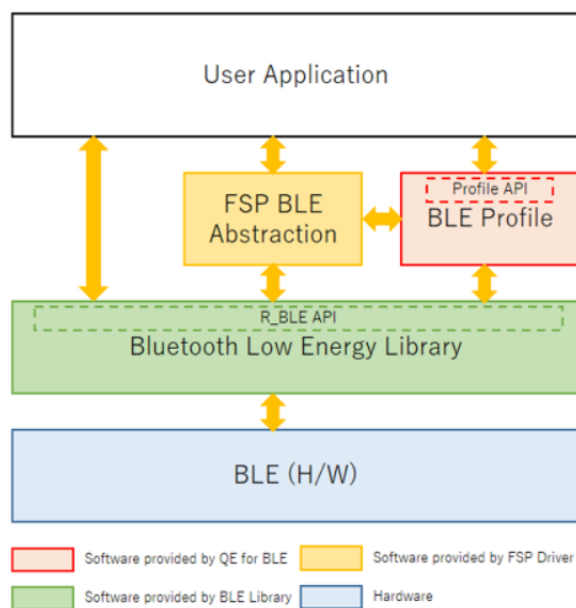 User Application
FSP BLE
Abstraction
Profile API
BLE Profile
R_BLE API
Bluetooth Low Energy Library
BLE (H/W)
Software provided by QE for BLE
Software provided by FSP Driver
Software provided by BLE Library
Hardware